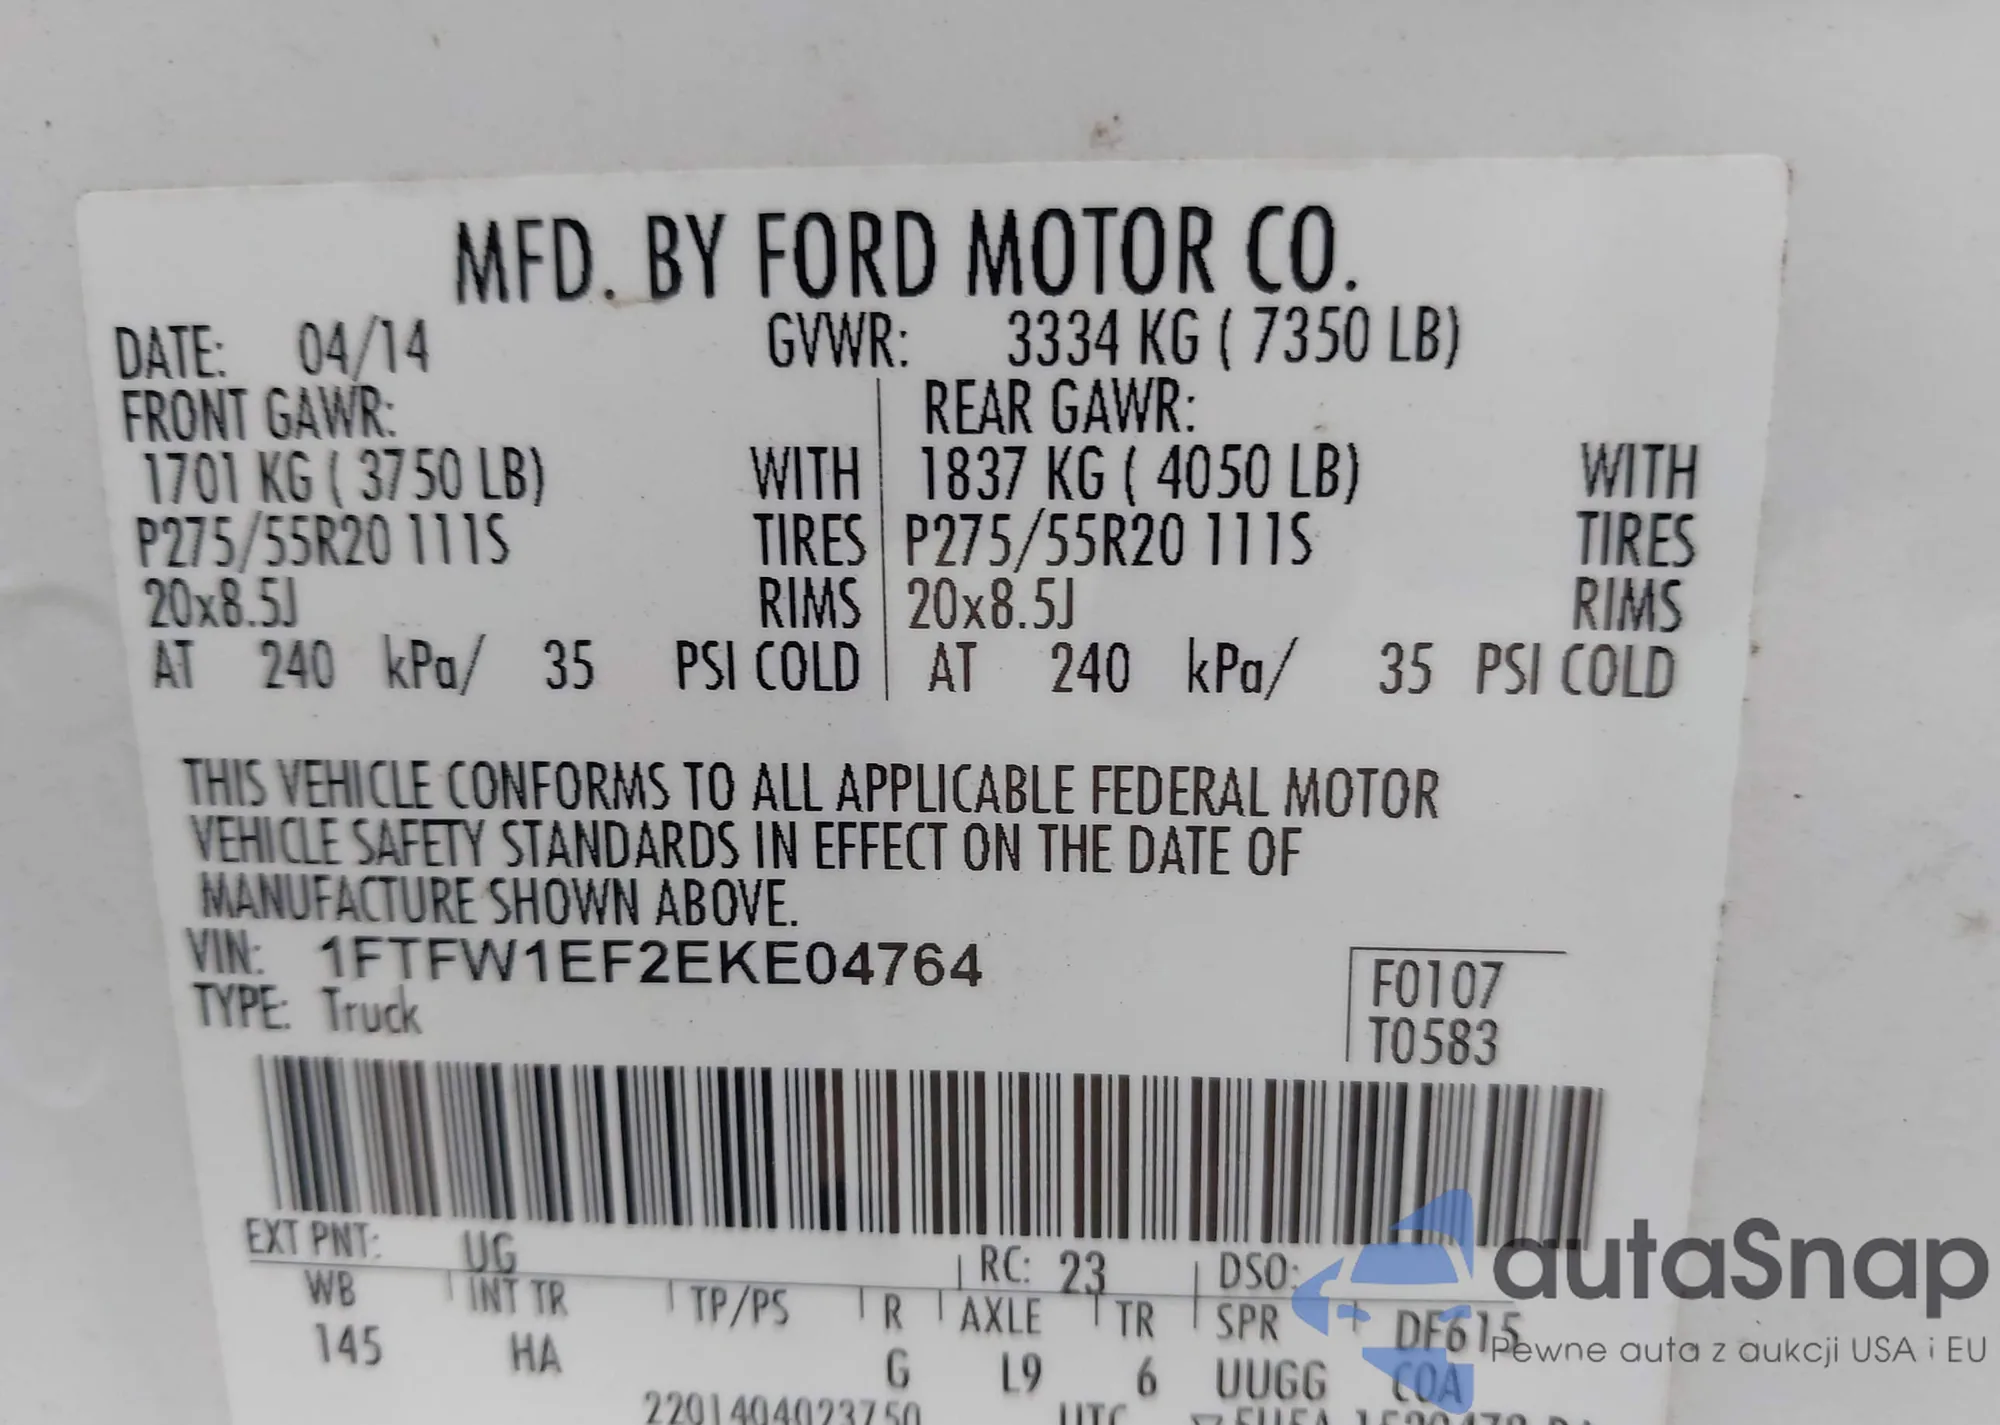 MFD. BY FORD MOTOR CO.
DATE: 04/14 GVWR: 3334 KG ( 7350 LB)
FRONT GAWR: REAR GAWR:
1701 KG ( 3750 LB) WITH 1837 KG ( 4050 LB) WITH
P275/55R20 111S TIRES P275/55R20 111S TIRES
20x8.5J RIMS 20x8.5J RIMS
AT 240 kPa/ 35 PSI COLD AT 240 kPa/ 35 PSI COLD
THIS VEHICLE CONFORMS TO ALL APPLICABLE FEDERAL MOTOR
VEHICLE SAFETY STANDARDS IN EFFECT ON THE DATE OF
MANUFACTURE SHOWN ABOVE.
VIN: 1FTFW1EF2EKE04764
TYPE: Truck
F0107
T0583
EXT PNT: UG RC: 23 DSO:
WB INT TR TP/PS R AXLE TR SPR DF615
145 HA G L9 6 UUGG COA
2201404023750 UTC
autaSnap
Pewne auta z aukcji USA i EU